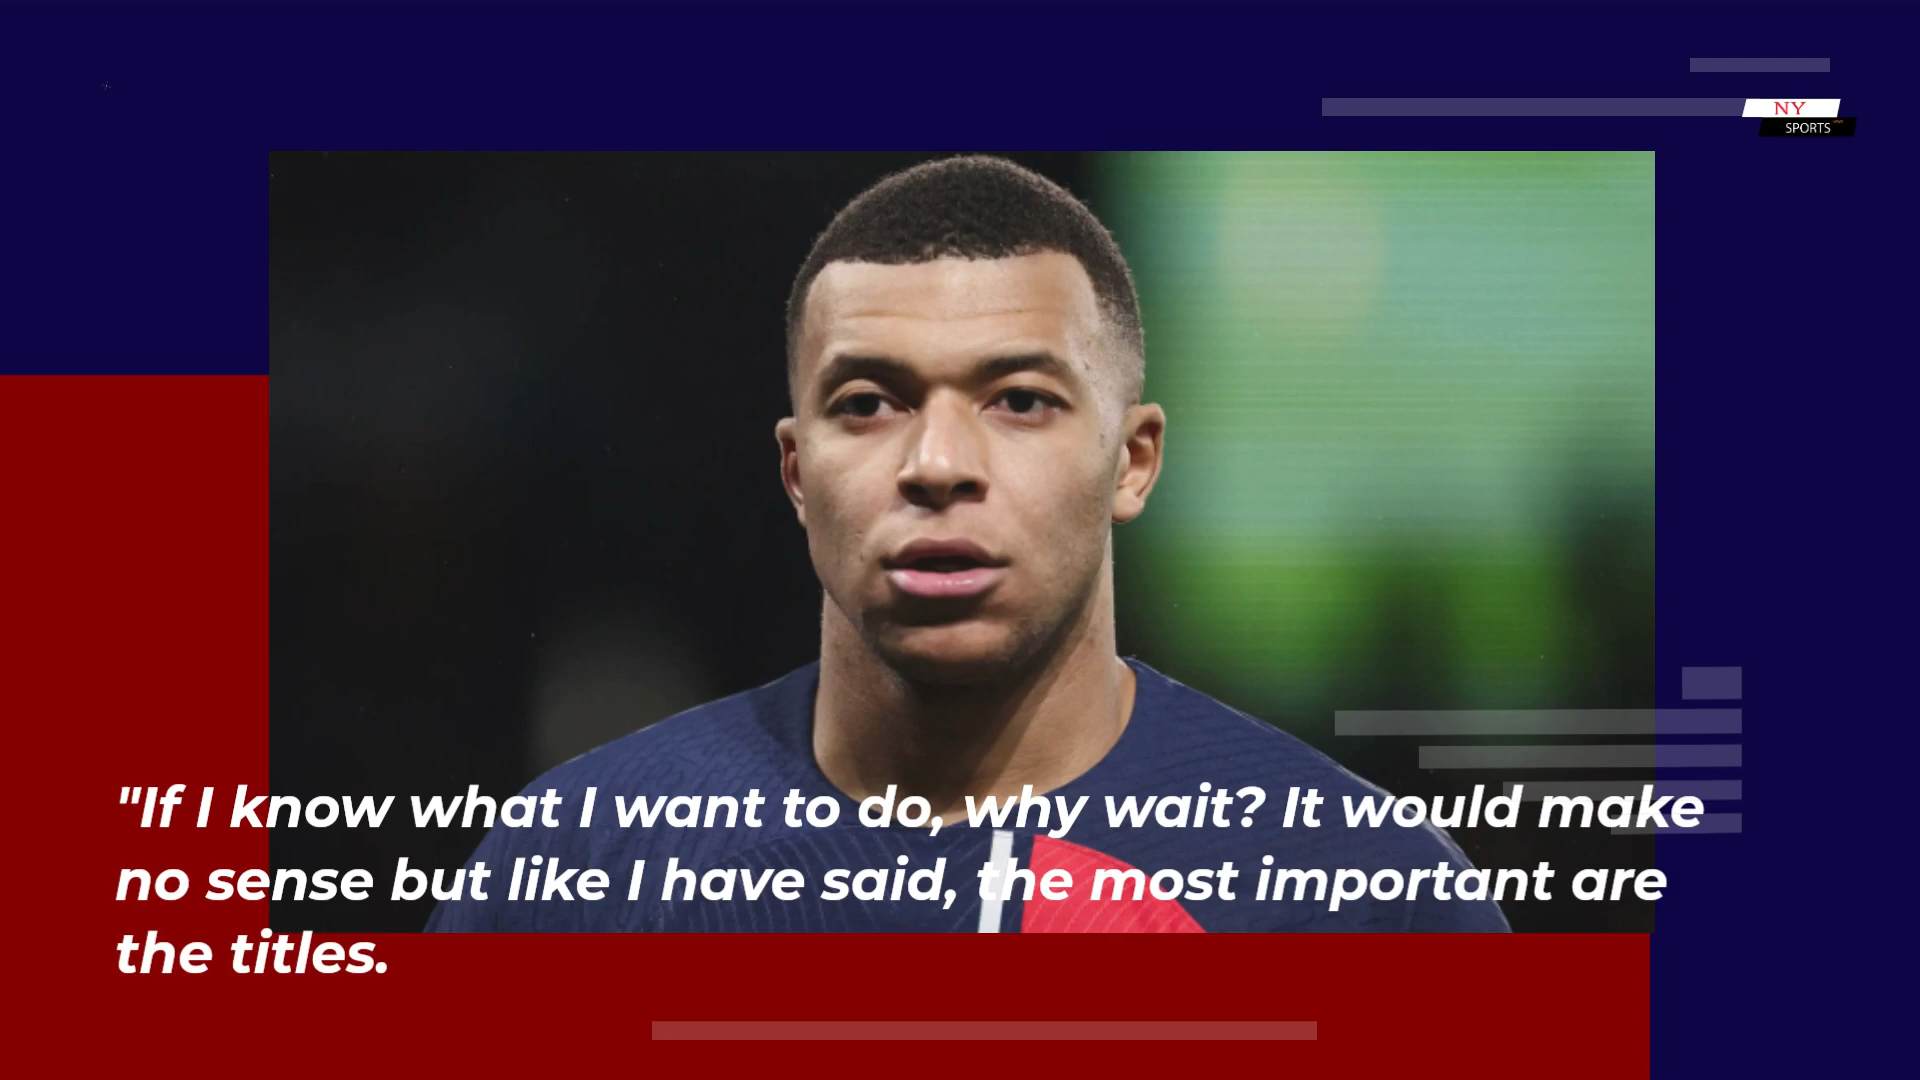 NY
SPORTS
"If I know what I want to do, why wait? It would make
no sense but like I have said, the most important are
the titles.